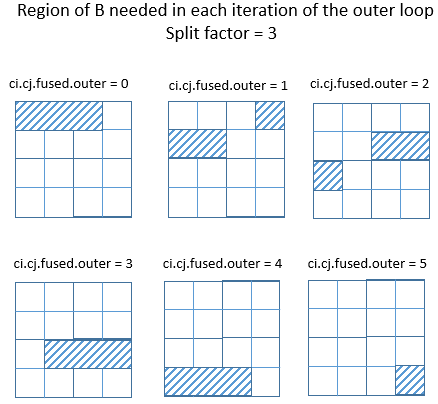 Region of B needed in each iteration of the outer loop
Split factor = 3
ci.cj.fused.outer = 0
ci.cj.fused.outer = 1
ci.cj.fused.outer = 2
ci.cj.fused.outer = 3
ci.cj.fused.outer = 4
ci.cj.fused.outer = 5